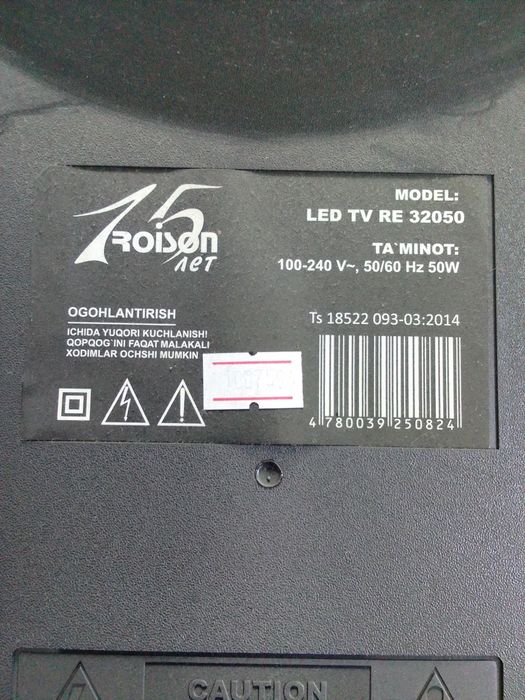 15
ROISON
лет
MODEL:
LED TV RE 32050
TA`MINOT:
100-240 V~, 50/60 Hz 50W
Ts 18522 093-03:2014
OGOHLANTIRISH
ICHIDA YUQORI KUCHLANISH!
QOPQOG`INI FAQAT MALAKALI
XODIMLAR OCHSHI MUMKIN
4 780039 250824
CAUTION